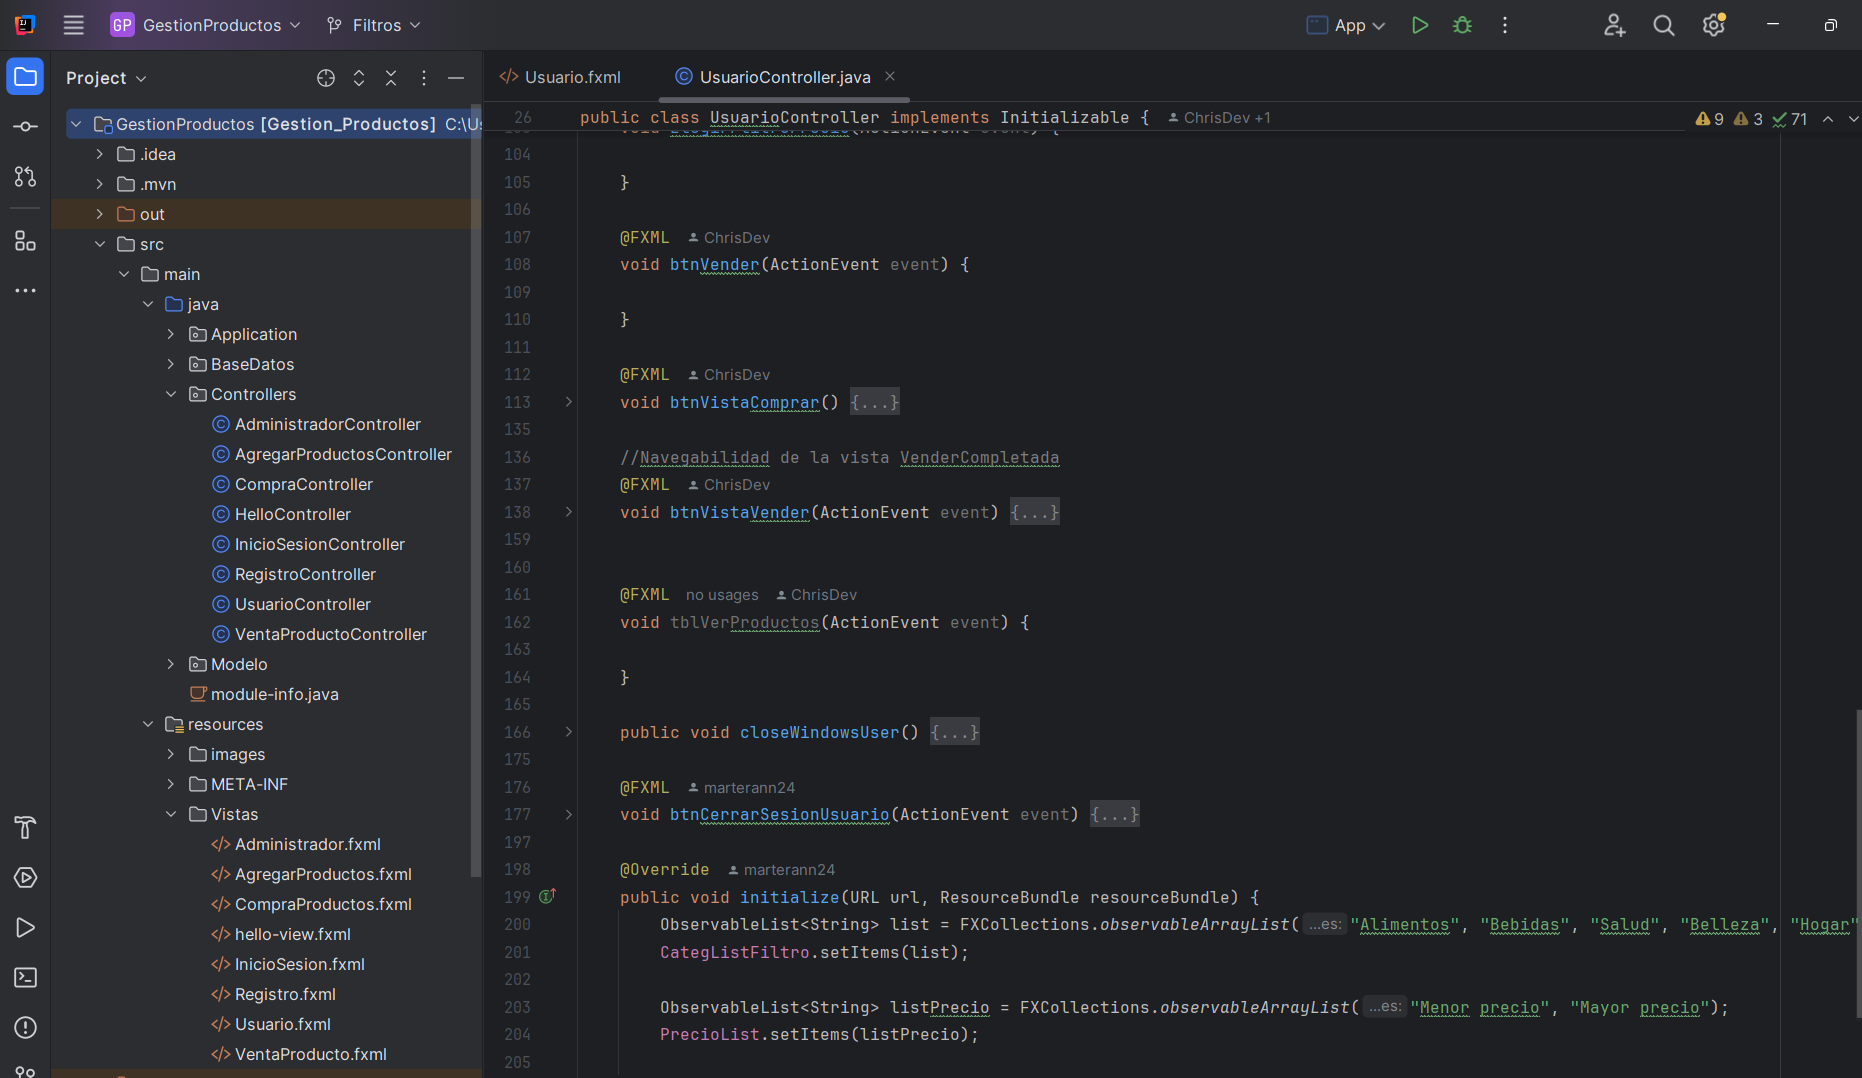 GP GestionProductos Filtros App
Project
Usuario.fxml UsuarioController.java
GestionProductos [Gestion_Productos] C:\Us
.idea
.mvn
out
src
main
java
Application
BaseDatos
Controllers
AdministradorController
AgregarProductosController
CompraController
HelloController
InicioSesionController
RegistroController
UsuarioController
VentaProductoController
Modelo
module-info.java
resources
images
META-INF
Vistas
Administrador.fxml
AgregarProductos.fxml
CompraProductos.fxml
hello-view.fxml
InicioSesion.fxml
Registro.fxml
Usuario.fxml
VentaProducto.fxml
26 public class UsuarioController implements Initializable { ChrisDev +1
9 3 71
104
105 }
106
107 @FXML ChrisDev
108 void btnVender(ActionEvent event) {
109
110 }
111
112 @FXML ChrisDev
113 void btnVistaComprar() {...}
135
136 //Navegabilidad de la vista VenderCompletada
137 @FXML ChrisDev
138 void btnVistaVender(ActionEvent event) {...}
159
160
161 @FXML no usages ChrisDev
162 void tblVerProductos(ActionEvent event) {
163
164 }
165
166 public void closeWindowsUser() {...}
175
176 @FXML marterann24
177 void btnCerrarSesionUsuario(ActionEvent event) {...}
197
198 @Override marterann24
199 public void initialize(URL url, ResourceBundle resourceBundle) {
200 ObservableList<String> list = FXCollections.observableArrayList( ...es: "Alimentos", "Bebidas", "Salud", "Belleza", "Hogar"
201 CategListFiltro.setItems(list);
202
203 ObservableList<String> listPrecio = FXCollections.observableArrayList( ...es: "Menor precio", "Mayor precio");
204 PrecioList.setItems(listPrecio);
205